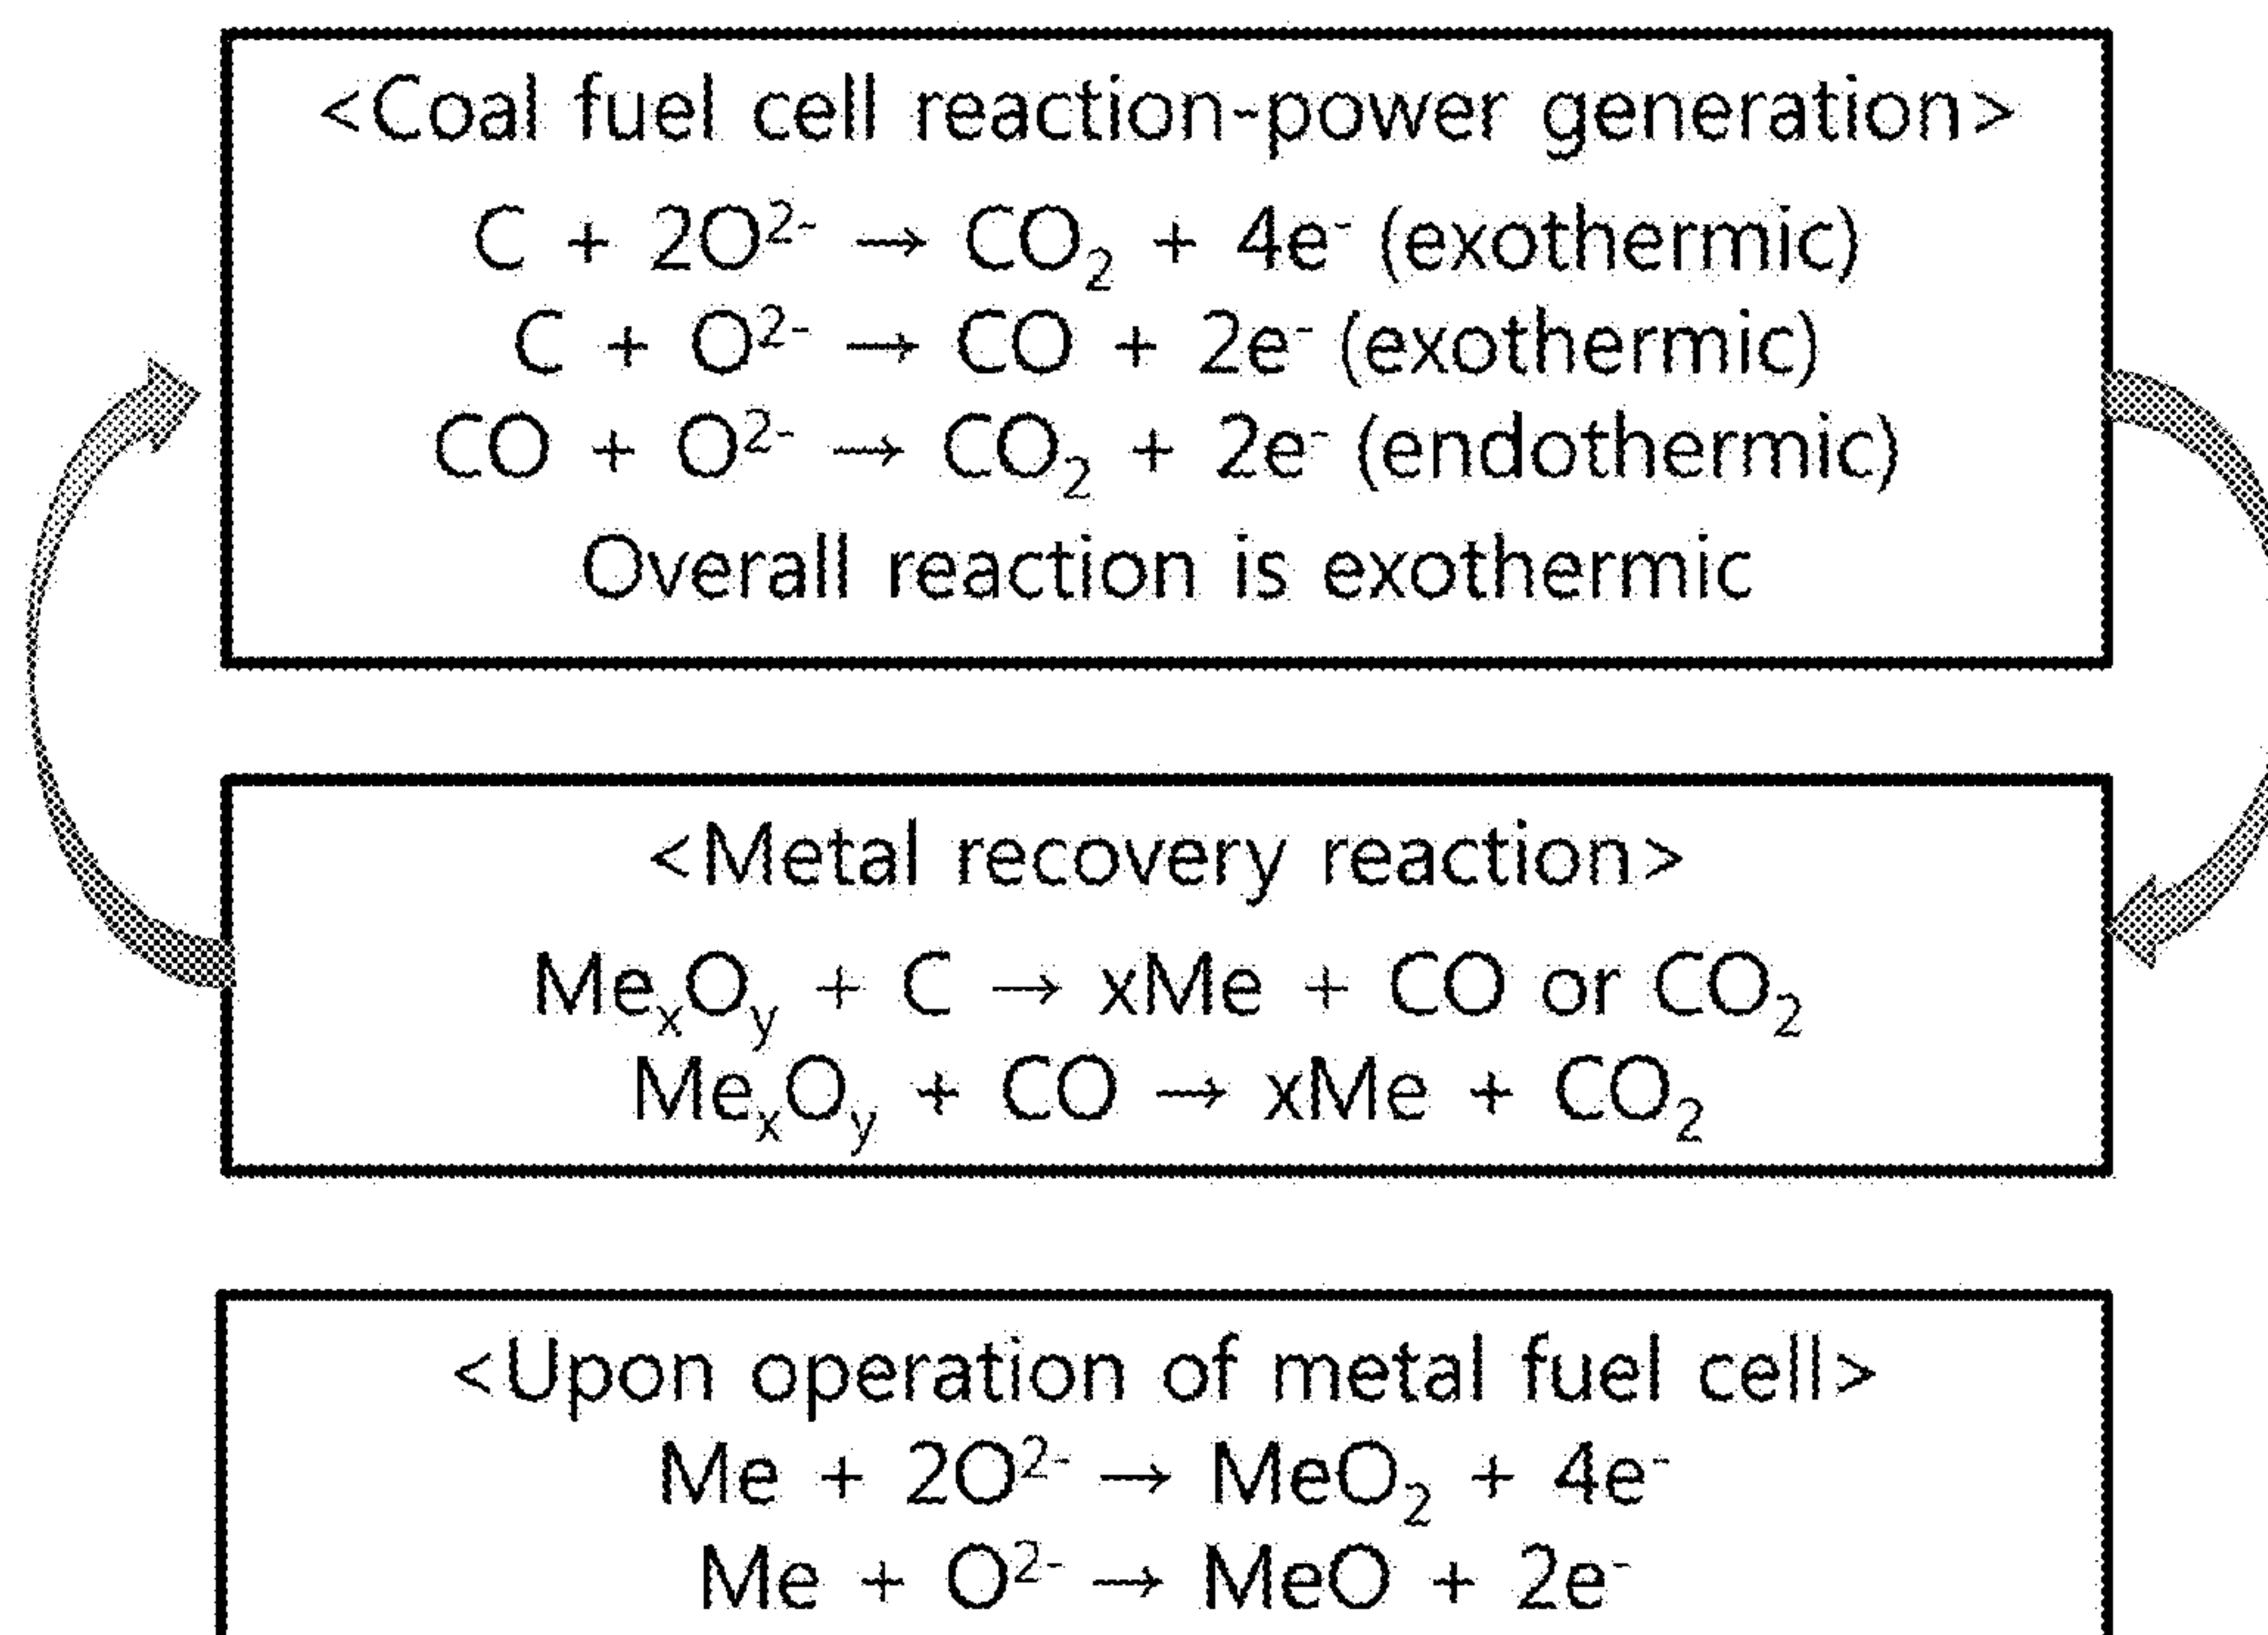 <Coal fuel cell reaction-power generation>
C + 2O²⁻ → CO₂ + 4e⁻ (exothermic)
C + O²⁻ → CO + 2e⁻ (exothermic)
CO + O²⁻ → CO₂ + 2e⁻ (endothermic)
Overall reaction is exothermic
<Metal recovery reaction>
MeₓOᵧ + C → xMe + CO or CO₂
MeₓOᵧ + CO → xMe + CO₂
<Upon operation of metal fuel cell>
Me + 2O²⁻ → MeO₂ + 4e⁻
Me + O²⁻ → MeO + 2e⁻